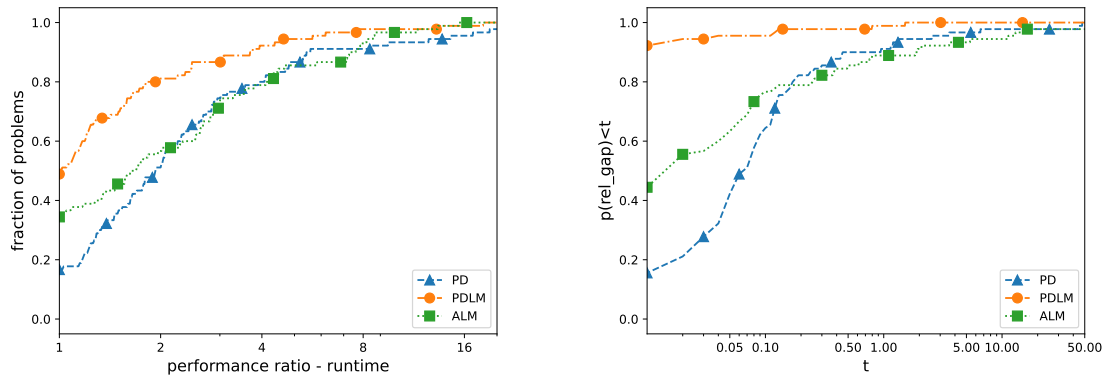 fraction of problems
1.0
0.8
0.6
0.4
0.2
0.0
1 2 4 8 16
performance ratio - runtime
PD
PDLM
ALM
p(rel_gap)<t
1.0
0.8
0.6
0.4
0.2
0.0
0.05 0.10 0.50 1.00 5.00 10.00 50.00
t
PD
PDLM
ALM